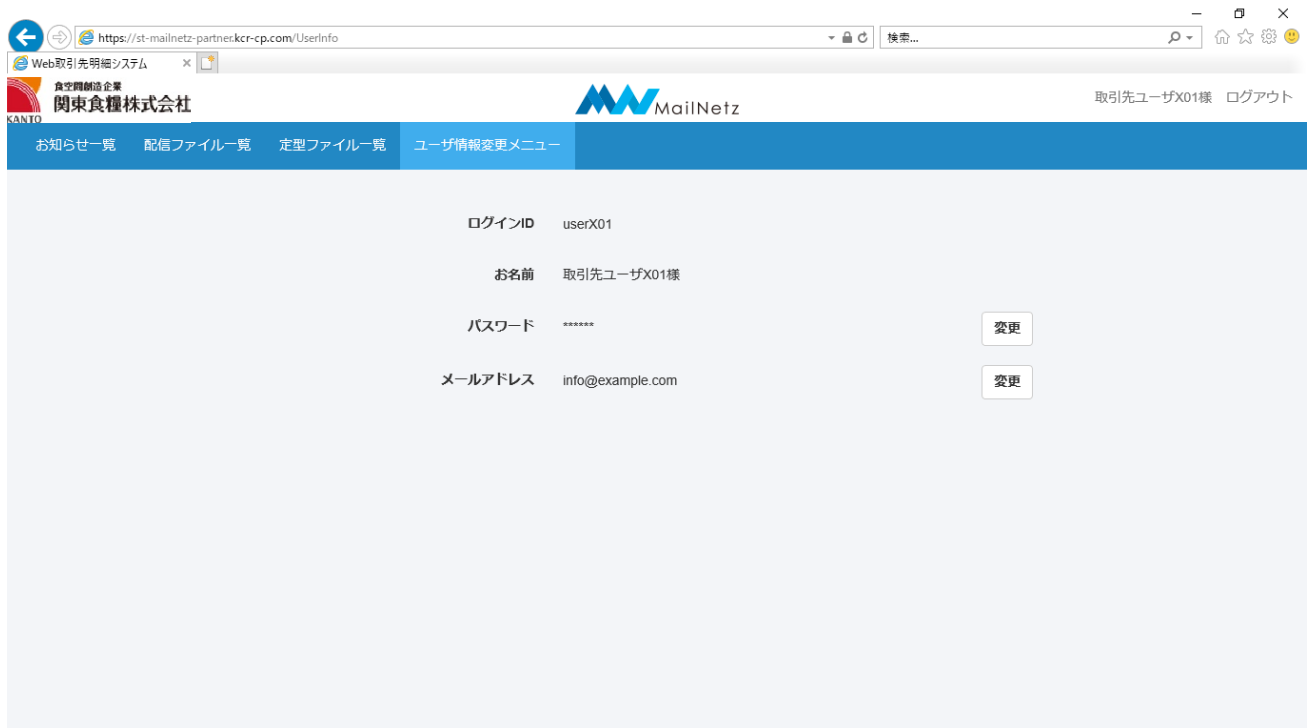 https://st-mailnetz-partner.kcr-cp.com/UserInfo
検索...
Web取引先明細システム
食空間創造企業
関東食糧株式会社
KANTO
MailNetz
取引先ユーザX01様 ログアウト
お知らせ一覧 配信ファイル一覧 定型ファイル一覧 ユーザ情報変更メニュー
ログインID userX01
お名前 取引先ユーザX01様
パスワード ****** 変更
メールアドレス info@example.com 変更